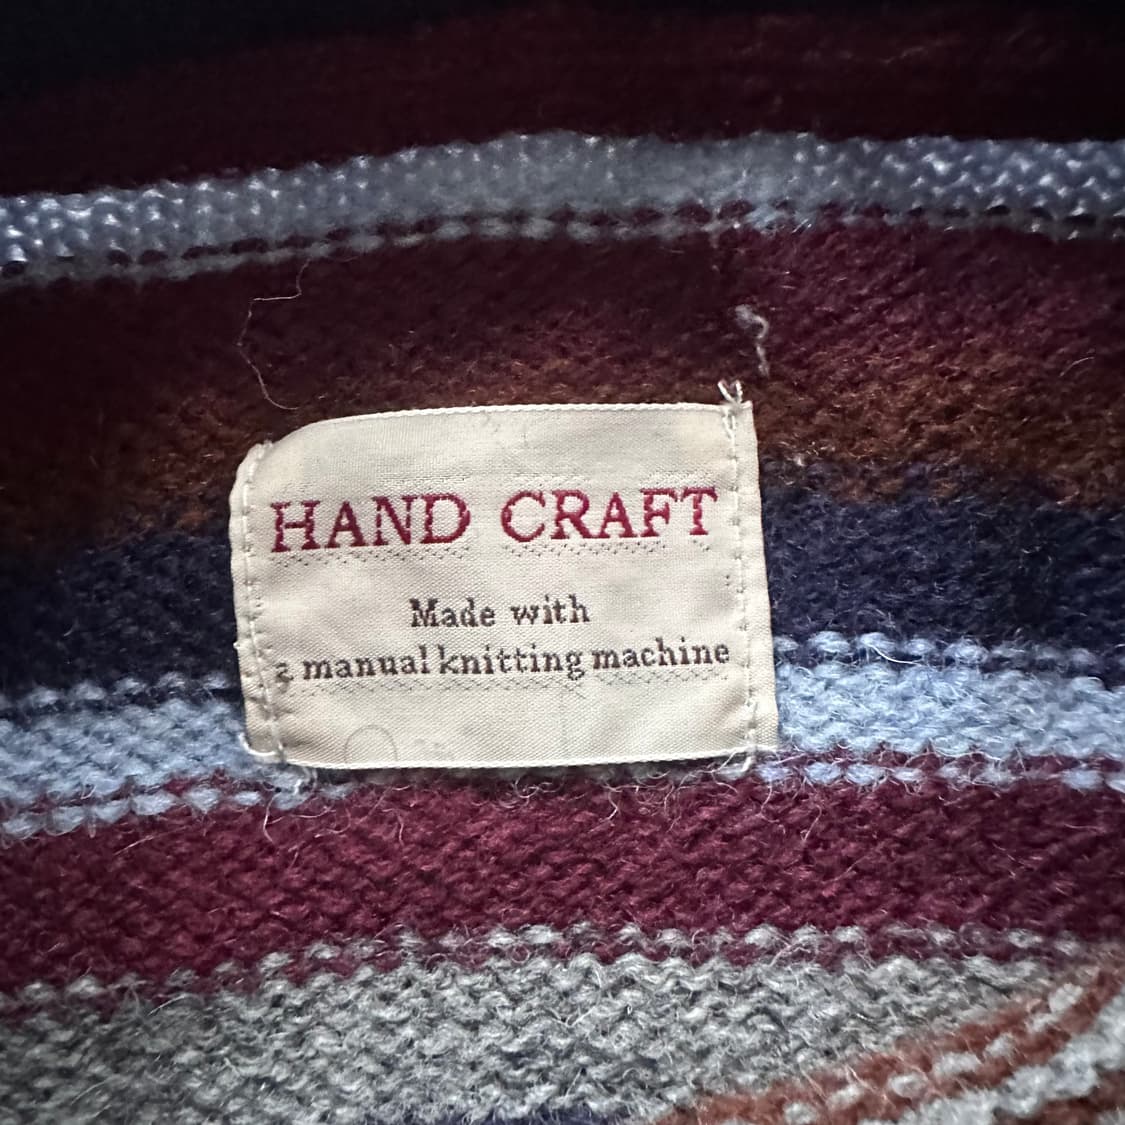 HAND CRAFT
Made with
a manual knitting machine